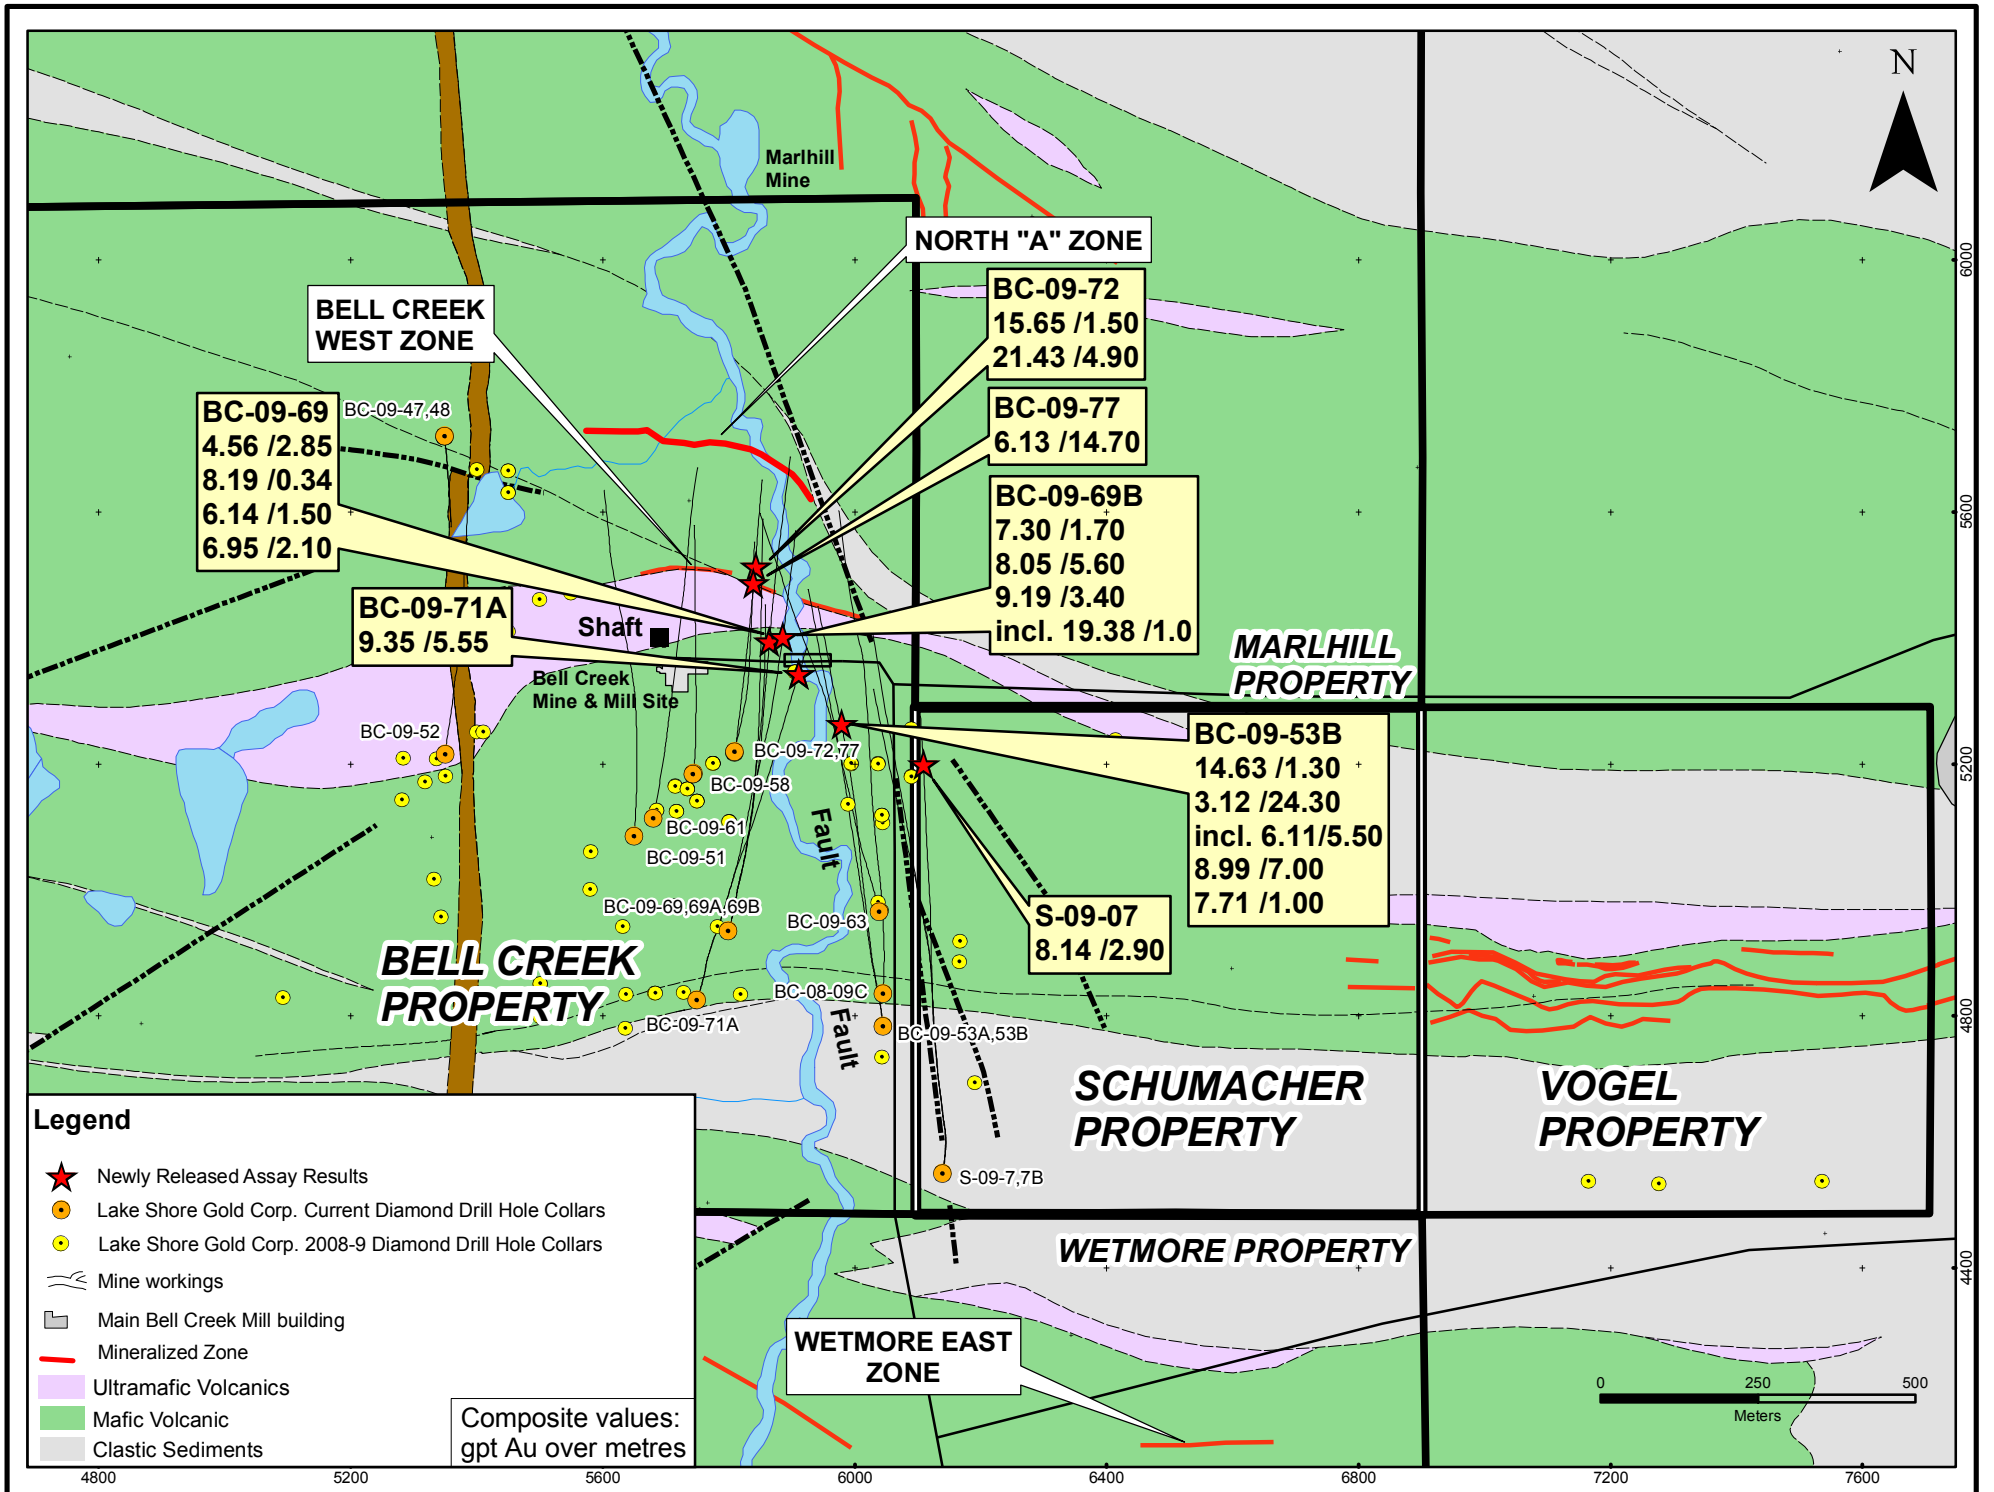 N
Marlhill
Mine
NORTH "A" ZONE
BC-09-72
15.65 /1.50
21.43 /4.90
BELL CREEK
WEST ZONE
BC-09-69
4.56 /2.85
8.19 /0.34
6.14 /1.50
6.95 /2.10
BC-09-47,48
BC-09-77
6.13 /14.70
BC-09-69B
7.30 /1.70
8.05 /5.60
9.19 /3.40
incl. 19.38 /1.0
BC-09-71A
9.35 /5.55
Shaft
Bell Creek
Mine & Mill Site
MARLHILL
PROPERTY
BC-09-52
BC-09-72,77
BC-09-58
BC-09-61
BC-09-51
BC-09-53B
14.63 /1.30
3.12 /24.30
incl. 6.11/5.50
8.99 /7.00
7.71 /1.00
Fault
BC-09-69,69A,69B
BC-09-63
S-09-07
8.14 /2.90
BELL CREEK
PROPERTY
BC-08-09C
BC-09-71A
Fault
BC-09-53A,53B
SCHUMACHER
PROPERTY
VOGEL
PROPERTY
S-09-7,7B
WETMORE PROPERTY
WETMORE EAST
ZONE
Legend
Newly Released Assay Results
Lake Shore Gold Corp. Current Diamond Drill Hole Collars
Lake Shore Gold Corp. 2008-9 Diamond Drill Hole Collars
Mine workings
Main Bell Creek Mill building
Mineralized Zone
Ultramafic Volcanics
Mafic Volcanic
Clastic Sediments
Composite values:
gpt Au over metres
0 250 500
Meters
6000
5600
5200
4800
4400
4800 5200 5600 6000 6400 6800 7200 7600